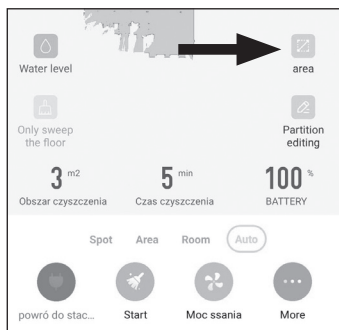 Water level
area
Only sweep
the floor
Partition
editing
3 m2
5 min
100 %
Obszar czyszczenia
Czas czyszczenia
BATTERY
Spot Area Room Auto
powró do stac...
Start
Moc ssania
More